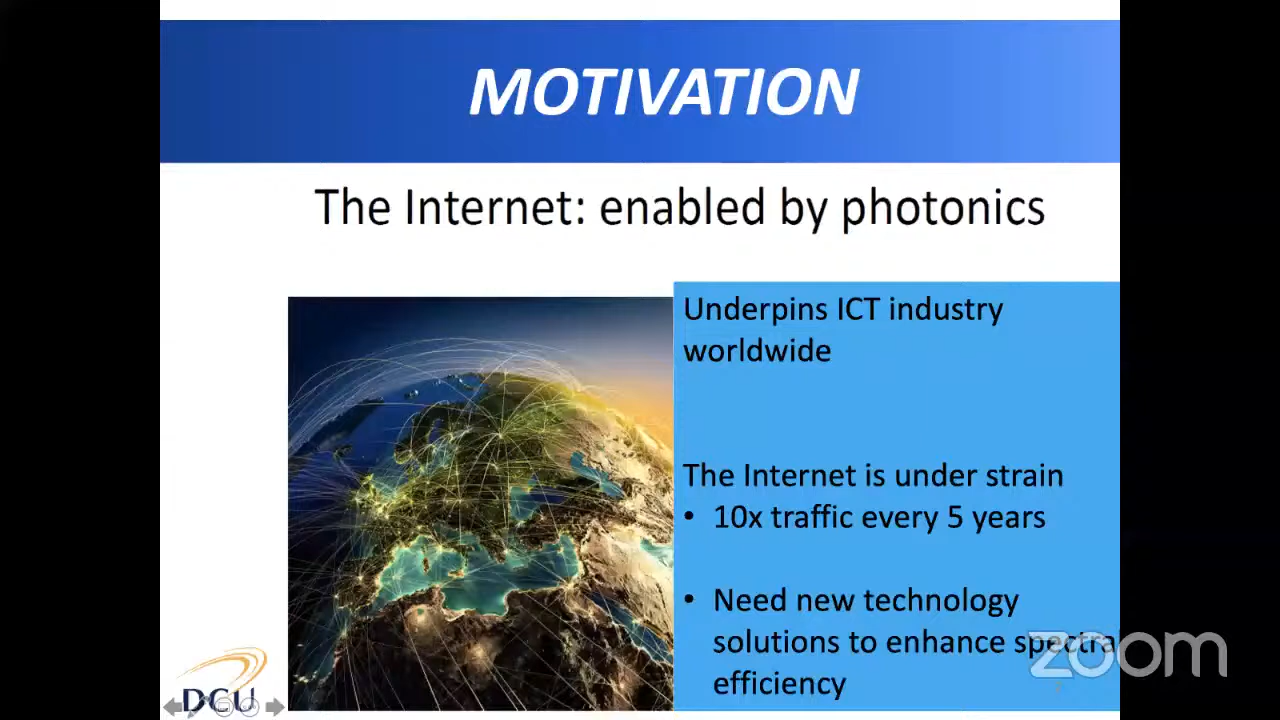 MOTIVATION
The Internet: enabled by photonics
Underpins ICT industry
worldwide
The Internet is under strain
• 10x traffic every 5 years
• Need new technology
solutions to enhance spectra
efficiency
zoom
DCU